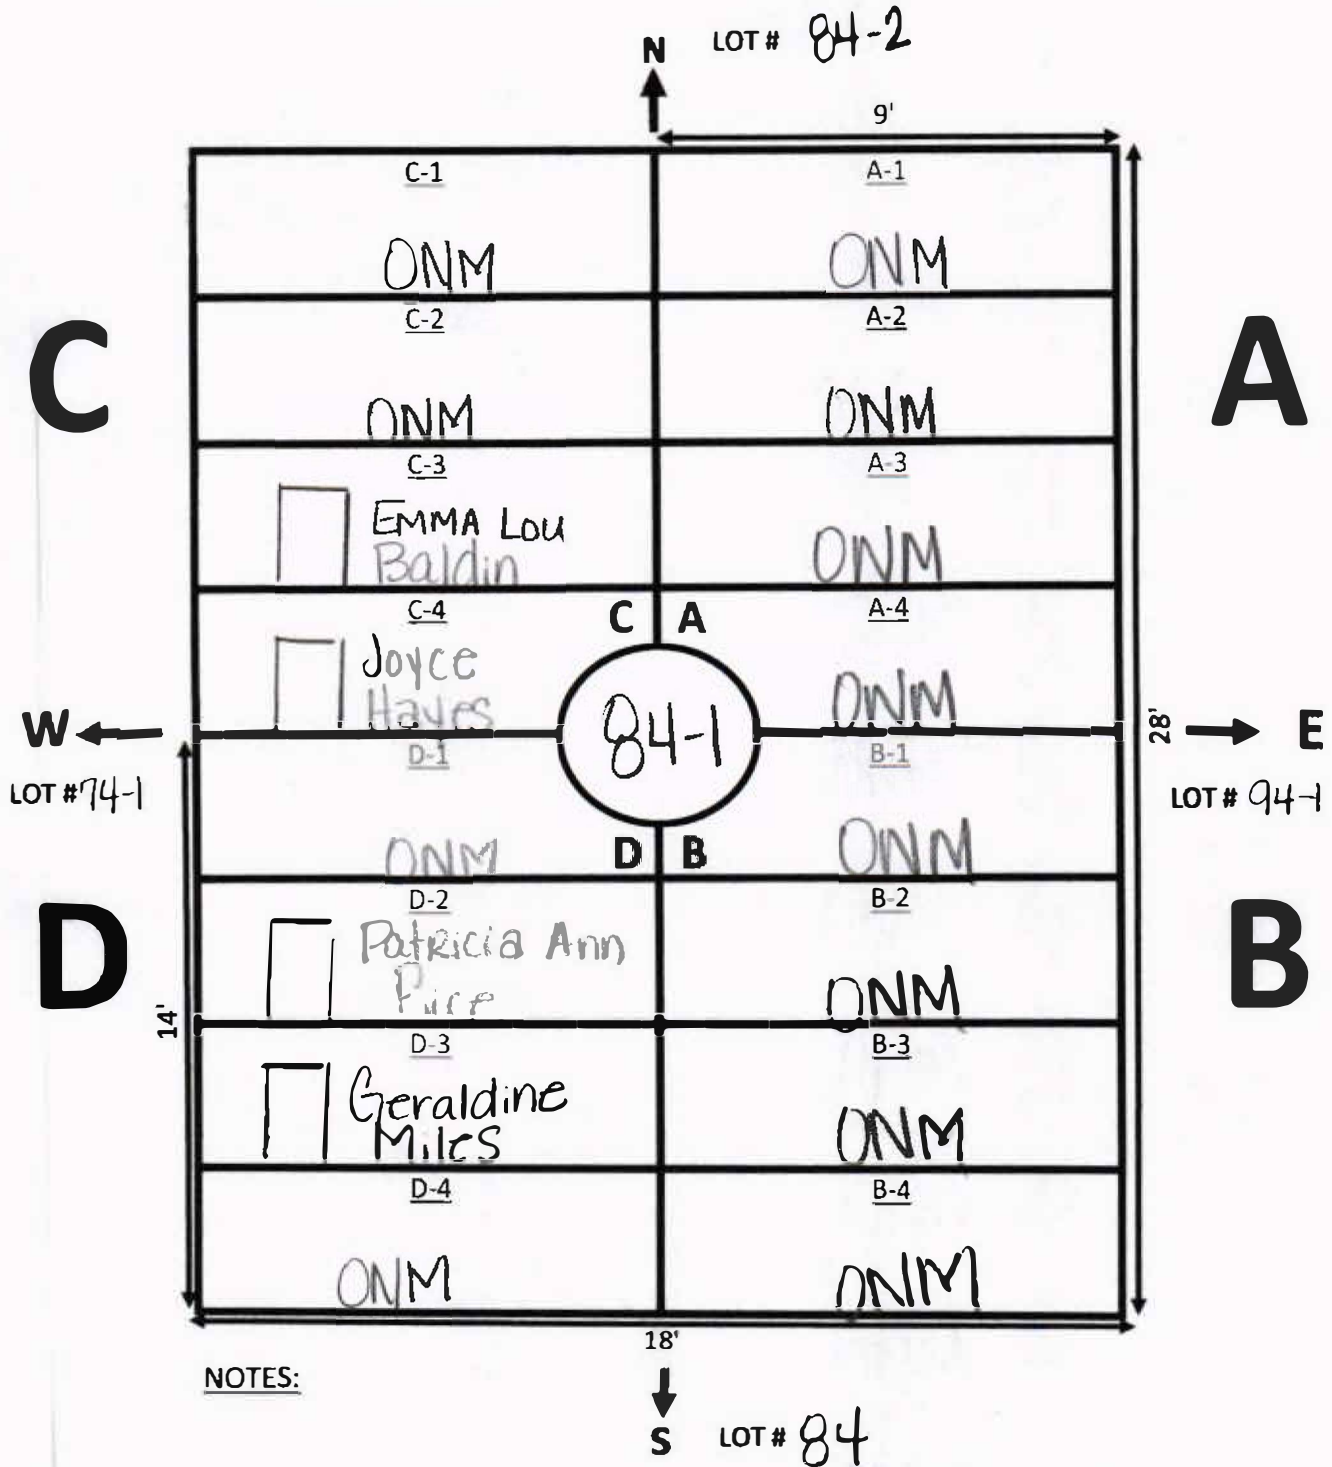 N LOT # 84-2
9'
C-1 A-1
ONM ONM
C-2 A-2
C A
ONM ONM
C-3 A-3
EMMA LOU
Baldin ONM
C-4 A-4
C A
Joyce
Hayes ONM
W 84-1 28' E
D-1 B-1
LOT # 74-1 LOT # 94-1
ONM D B ONM
D-2 B-2
D B
Patricia Ann
ONM
14'
D-3 B-3
Geraldine
Miles ONM
D-4 B-4
ONM ONM
18'
NOTES:
S LOT # 84